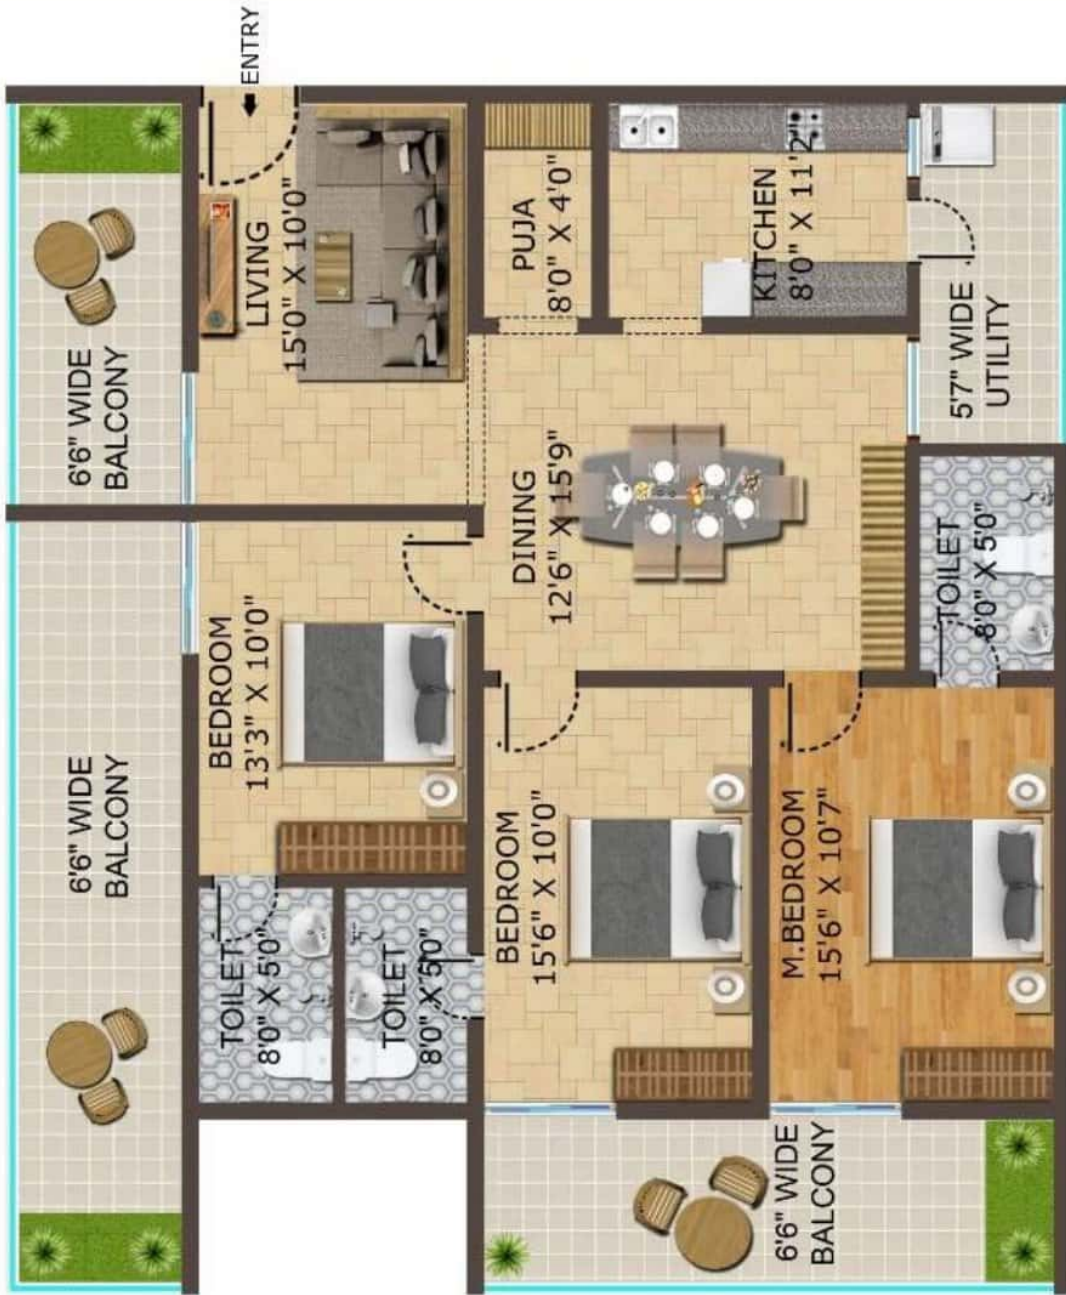 ENTRY
6'6" WIDE
BALCONY
LIVING
15'0" X 10'0"
PUJA
8'0" X 4'0"
KITCHEN
8'0" X 11'2"
5'7" WIDE
UTILITY
6'6" WIDE
BALCONY
BEDROOM
13'3" X 10'0"
DINING
12'6" X 15'9"
TOILET
8'0" X 5'0"
TOILET
8'0" X 5'0"
TOILET
8'0" X 5'0"
BEDROOM
15'6" X 10'0"
M.BEDROOM
15'6" X 10'7"
6'6" WIDE
BALCONY